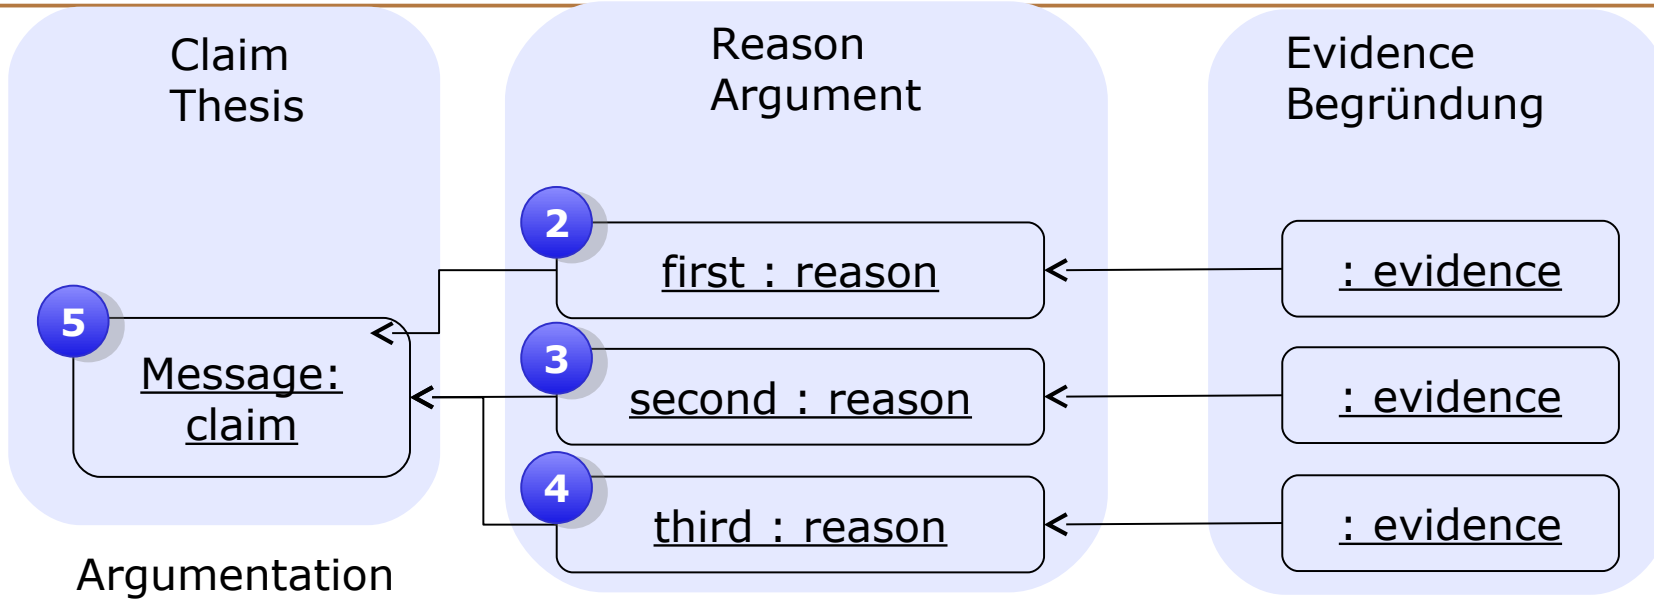 Claim
Thesis
Reason
Argument
Evidence
Begründung
2
first : reason
: evidence
5
Message:
claim
3
second : reason
: evidence
4
third : reason
: evidence
Argumentation